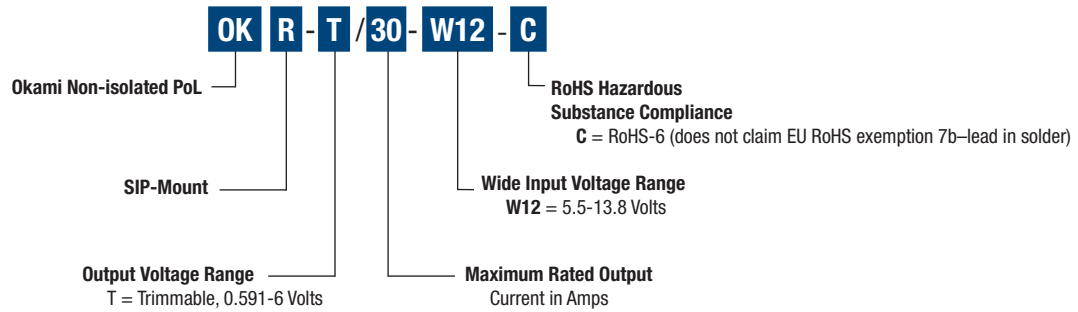 OK R - T / 30 - W12 - C
Okami Non-isolated PoL
RoHS Hazardous
Substance Compliance
C = RoHS-6 (does not claim EU RoHS exemption 7b–lead in solder)
SIP-Mount
Wide Input Voltage Range
W12 = 5.5-13.8 Volts
Output Voltage Range
T = Trimmable, 0.591-6 Volts
Maximum Rated Output
Current in Amps